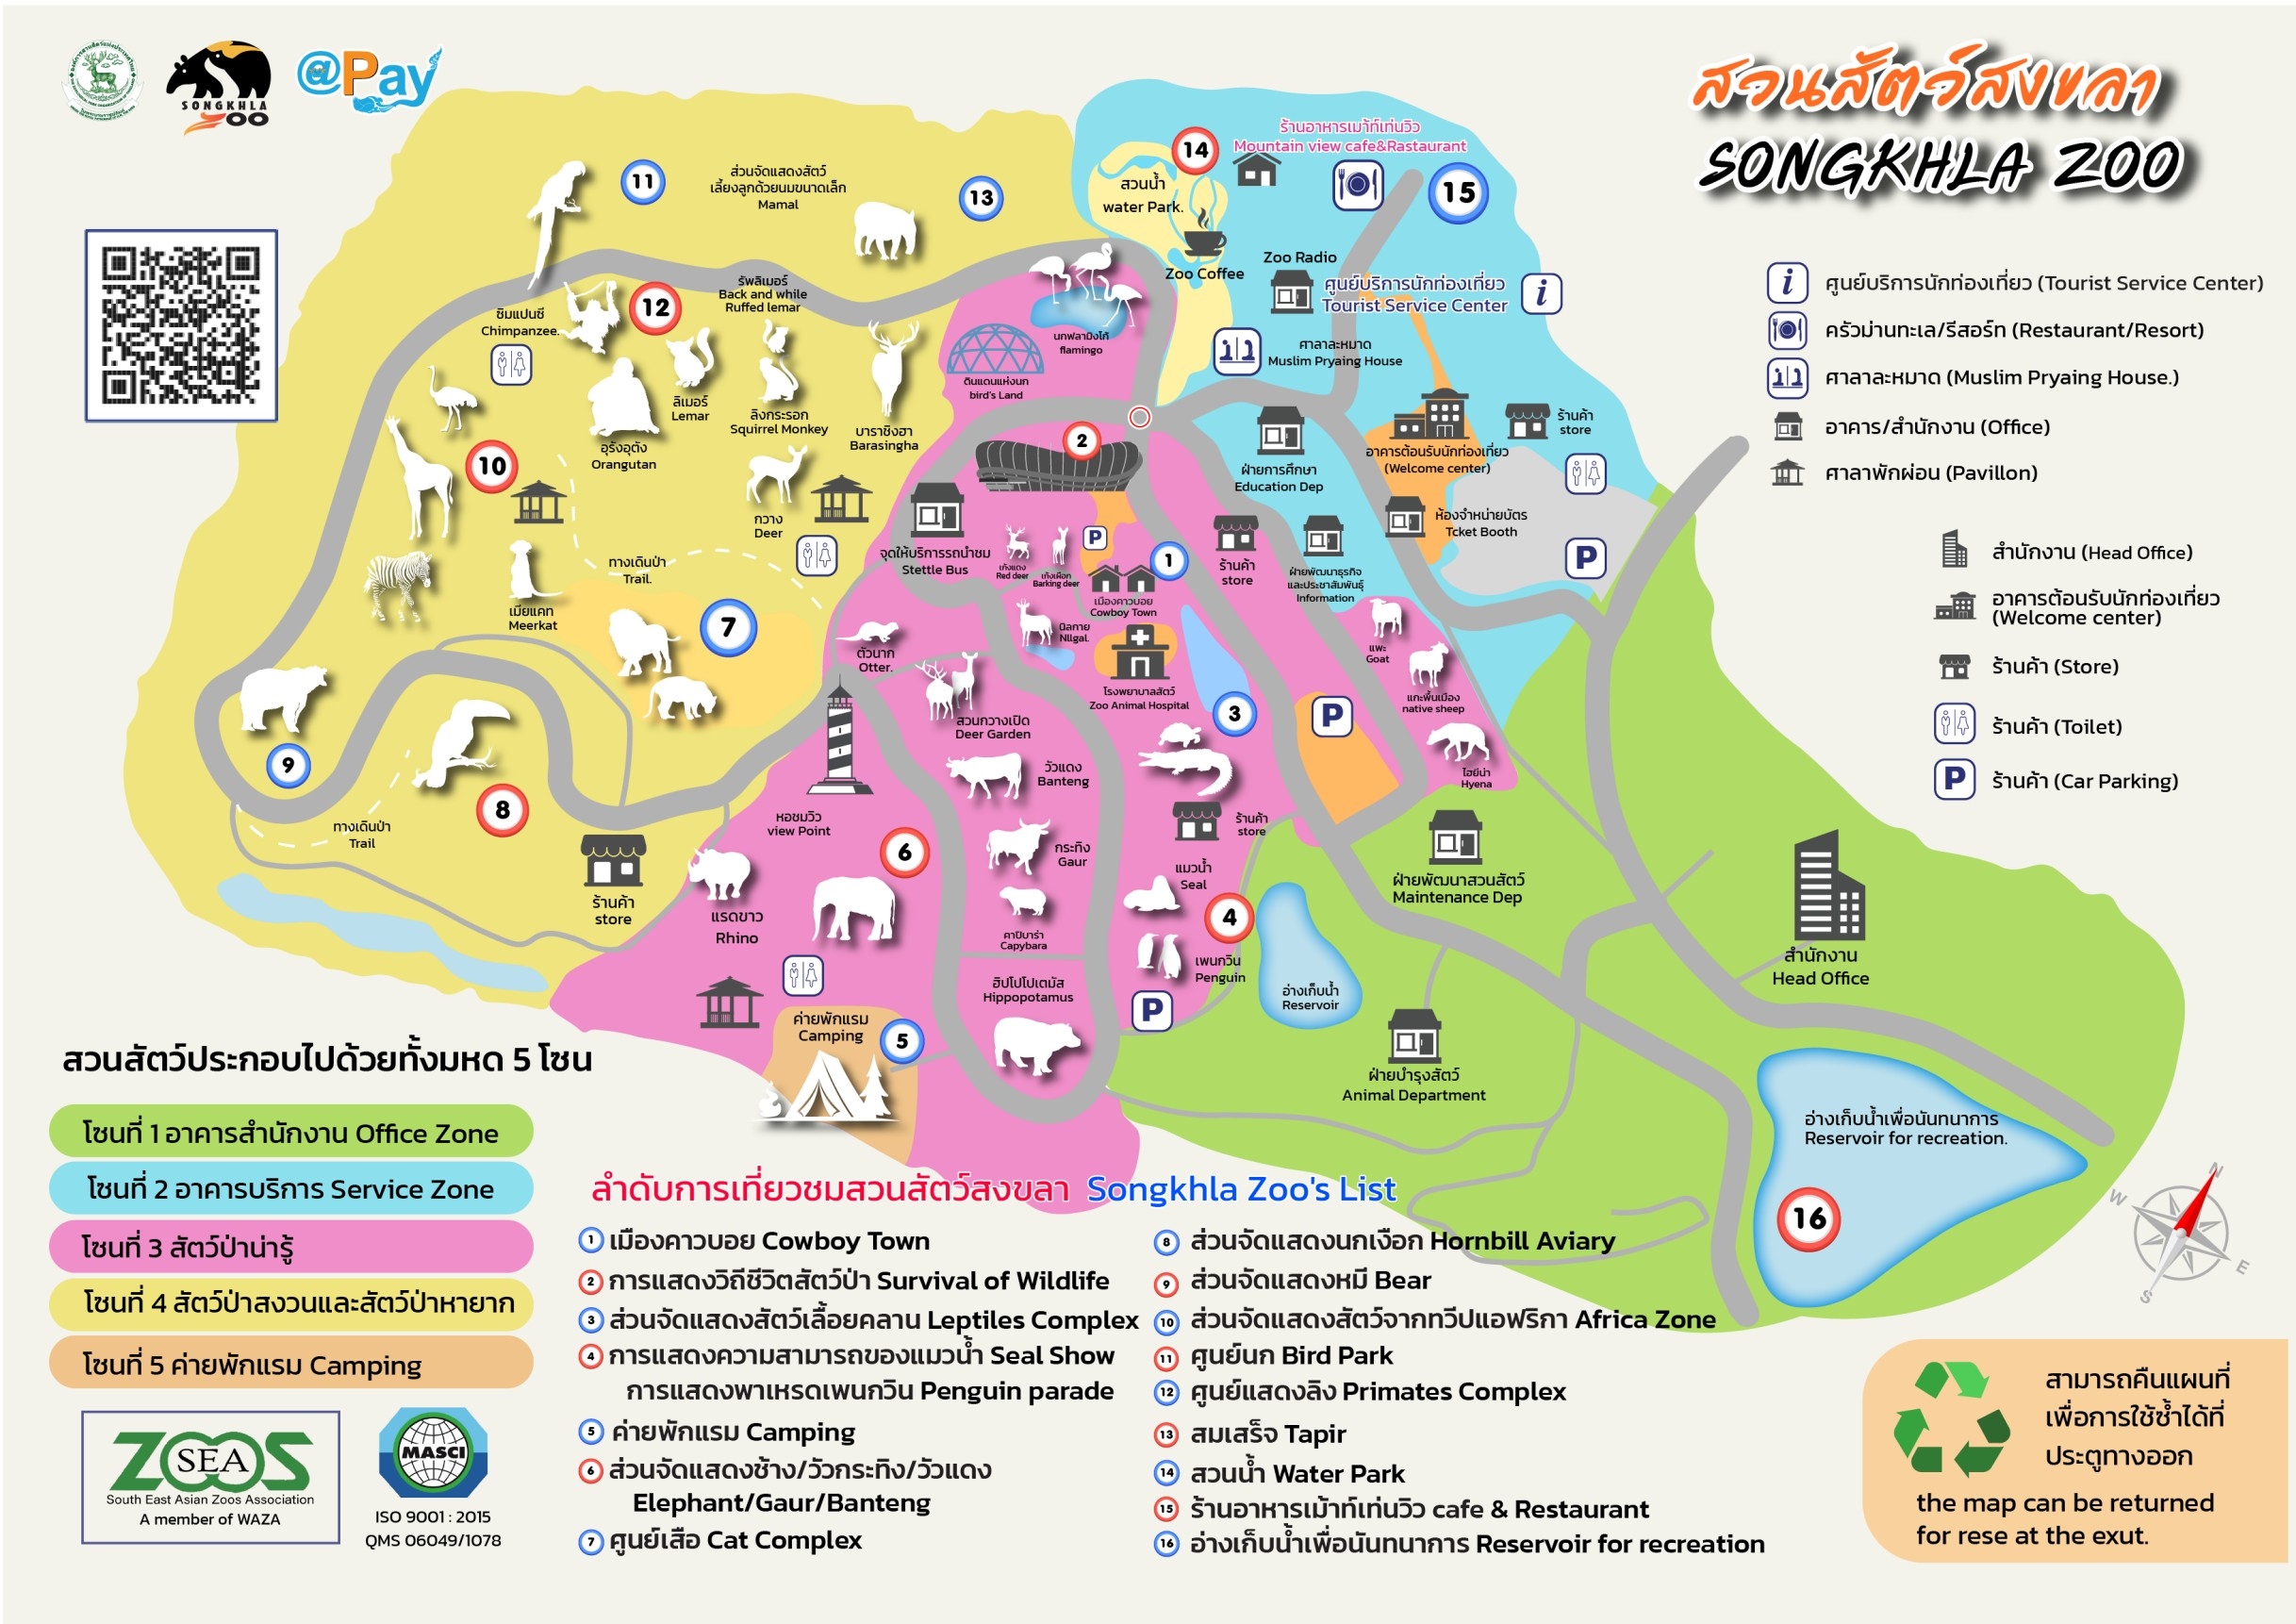 SONGKHLA
ZOO
@Pay
สวนสัตว์สงขลา
SONGKHLA ZOO
ศูนย์บริการนักท่องเที่ยว (Tourist Service Center)
ครัวม่านทะเล/รีสอร์ท (Restaurant/Resort)
ศาลาละหมาด (Muslim Pryaing House.)
อาคาร/สำนักงาน (Office)
ศาลาพักผ่อน (Pavillon)
สำนักงาน (Head Office)
อาคารต้อนรับนักท่องเที่ยว
(Welcome center)
ร้านค้า (Store)
ร้านค้า (Toilet)
P
ร้านค้า (Car Parking)
11
ส่วนจัดแสดงสัตว์
เลี้ยงลูกด้วยนมขนาดเล็ก
Mamal
13
14
ร้านอาหารเม้าท์เท่นวิว
Mountain view cafe&Rastaurant
15
สวนน้ำ
water Park.
Zoo Coffee
Zoo Radio
ศูนย์บริการนักท่องเที่ยว
Tourist Service Center
i
ศาลาละหมาด
Muslim Pryaing House
ชิมแปนซี
Chimpanzee.
12
รัพลิเมอร์
Back and while
Ruffed lemar
นกฟลามิงโก้
flamingo
ดินแดนแห่งนก
bird's Land
ลิเมอร์
Lemar
ลิงกระรอก
Squirrel Monkey
บาราชิงฮา
Barasingha
อุรังอุตัง
Orangutan
10
2
ฝ่ายการศึกษา
Education Dep
อาคารต้อนรับนักท่องเที่ยว
(Welcome center)
ร้านค้า
store
ห้องจำหน่ายบัตร
Tcket Booth
P
กวาง
Deer
จุดให้บริการรถนำชม
Stettle Bus
เก้งแดง
Red deer
เก้งเผือก
Barking deer
P
1
ร้านค้า
store
ฝ่ายพัฒนาธุรกิจ
และประชาสัมพันธ์
Information
เมืองคาวบอย
Cowboy Town
ทางเดินป่า
Trail.
เมียแคท
Meerkat
7
ตัวนาก
Otter.
นิลกาย
Nilgal.
โรงพยาบาลสัตว์
Zoo Animal Hospital
แพะ
Goat
แกะพื้นเมือง
native sheep
P
3
ไฮยีน่า
Hyena
สวนกวางเปิด
Deer Garden
วัวแดง
Banteng
9
8
ทางเดินป่า
Trail
หอชมวิว
view Point
6
กระทิง
Gaur
ร้านค้า
store
แมวน้ำ
Seal
ร้านค้า
store
แรดขาว
Rhino
คาปิบาร่า
Capybara
4
เพนกวิน
Penguin
ฮิปโปโปเตมัส
Hippopotamus
P
อ่างเก็บน้ำ
Reservoir
ฝ่ายพัฒนาสวนสัตว์
Maintenance Dep
สำนักงาน
Head Office
ค่ายพักแรม
Camping
5
ฝ่ายบำรุงสัตว์
Animal Department
อ่างเก็บน้ำเพื่อนันทนาการ
Reservoir for recreation.
16
N
W
E
S
สวนสัตว์ประกอบไปด้วยทั้งมหด 5 โซน
โซนที่ 1 อาคารสำนักงาน Office Zone
โซนที่ 2 อาคารบริการ Service Zone
โซนที่ 3 สัตว์ป่าน่ารู้
โซนที่ 4 สัตว์ป่าสงวนและสัตว์ป่าหายาก
โซนที่ 5 ค่ายพักแรม Camping
ZOOS
SEA
South East Asian Zoos Association
A member of WAZA
MASCI
ISO 9001 : 2015
QMS 06049/1078
ลำดับการเที่ยวชมสวนสัตว์สงขลา Songkhla Zoo's List
1 เมืองคาวบอย Cowboy Town
2 การแสดงวิถีชีวิตสัตว์ป่า Survival of Wildlife
3 ส่วนจัดแสดงสัตว์เลื้อยคลาน Leptiles Complex
4 การแสดงความสามารถของแมวน้ำ Seal Show
การแสดงพาเหรดเพนกวิน Penguin parade
5 ค่ายพักแรม Camping
6 ส่วนจัดแสดงช้าง/วัวกระทิง/วัวแดง
Elephant/Gaur/Banteng
7 ศูนย์เสือ Cat Complex
8 ส่วนจัดแสดงนกเงือก Hornbill Aviary
9 ส่วนจัดแสดงหมี Bear
10 ส่วนจัดแสดงสัตว์จากทวีปแอฟริกา Africa Zone
11 ศูนย์นก Bird Park
12 ศูนย์แสดงลิง Primates Complex
13 สมเสร็จ Tapir
14 สวนน้ำ Water Park
15 ร้านอาหารเม้าท์เท่นวิว cafe & Restaurant
16 อ่างเก็บน้ำเพื่อนันทนาการ Reservoir for recreation
สามารถคืนแผนที่
เพื่อการใช้ซ้ำได้ที่
ประตูทางออก
the map can be returned
for rese at the exut.